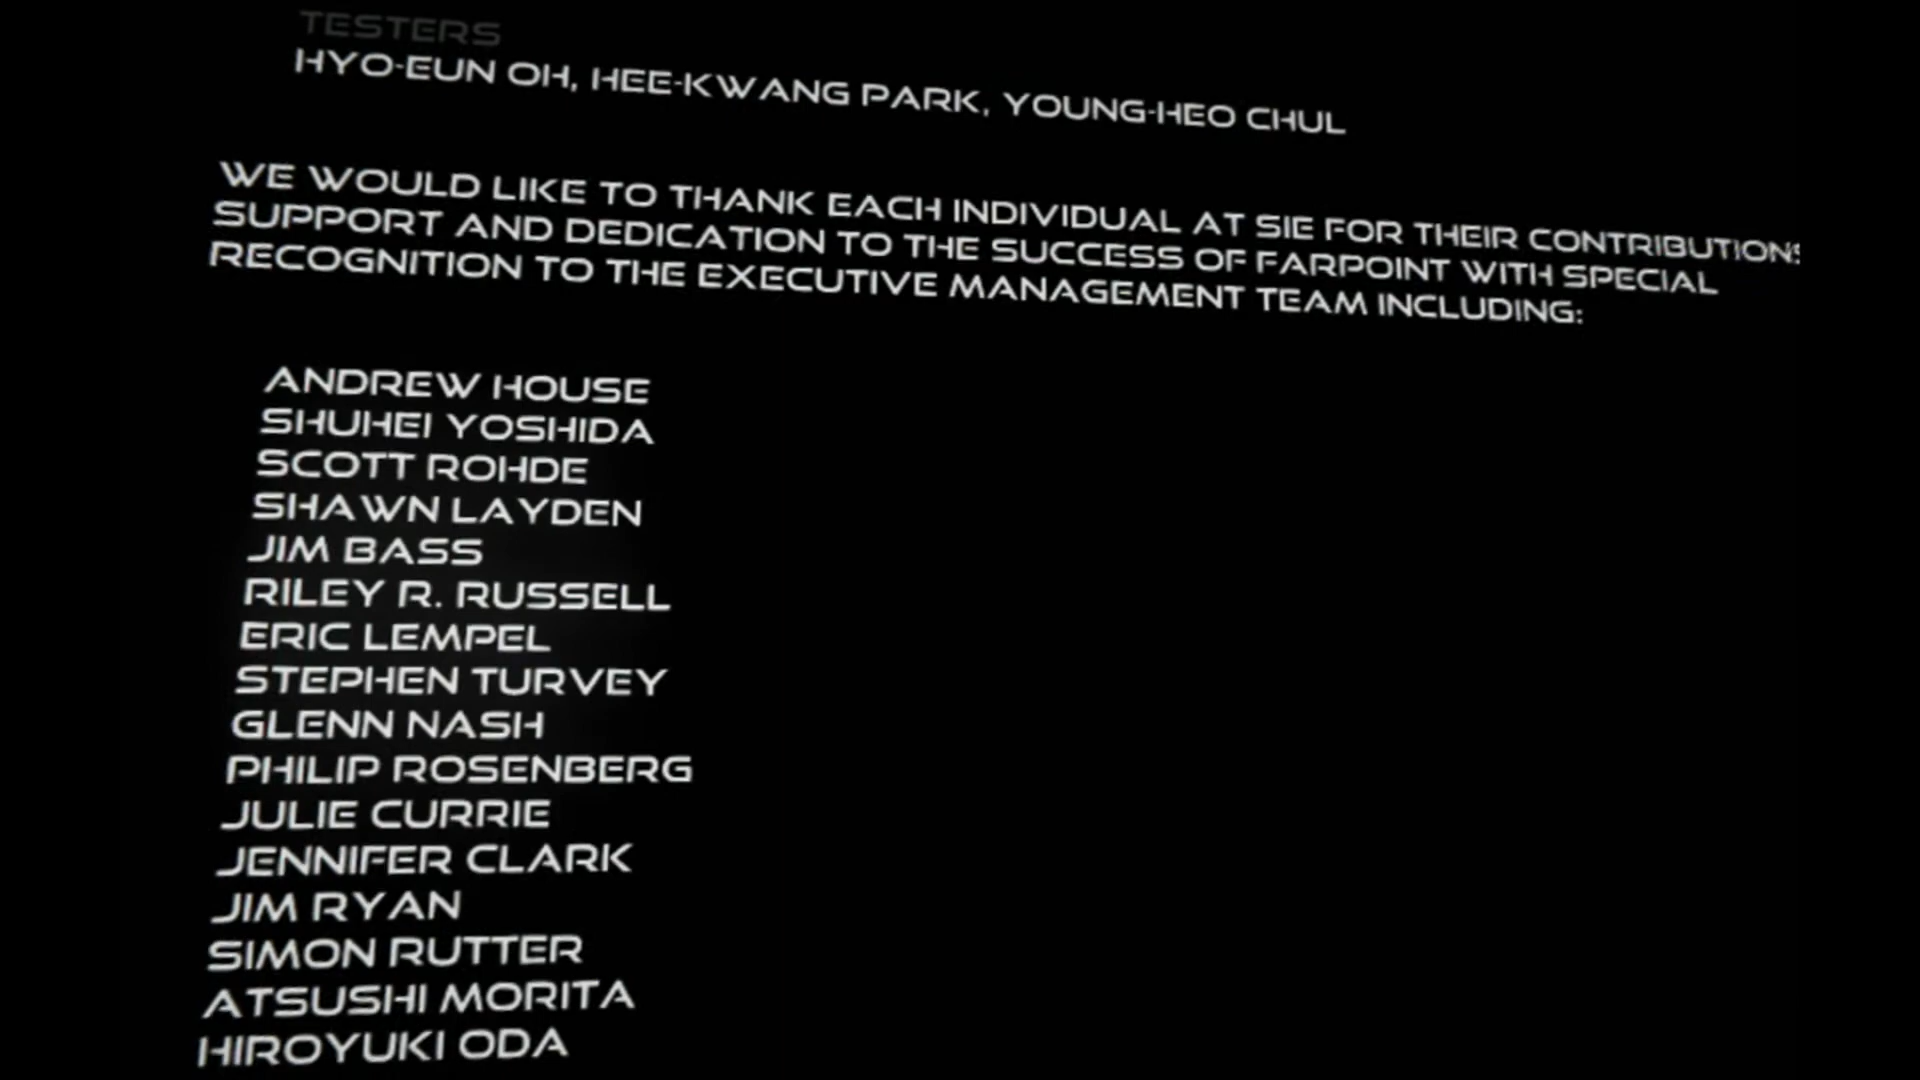 TESTERS
HYO-EUN OH, HEE-KWANG PARK, YOUNG-HEO CHUL
WE WOULD LIKE TO THANK EACH INDIVIDUAL AT SIE FOR THEIR CONTRIBUTIONS
SUPPORT AND DEDICATION TO THE SUCCESS OF FARPOINT WITH SPECIAL
RECOGNITION TO THE EXECUTIVE MANAGEMENT TEAM INCLUDING:
ANDREW HOUSE
SHUHEI YOSHIDA
SCOTT ROHDE
SHAWN LAYDEN
JIM BASS
RILEY R. RUSSELL
ERIC LEMPEL
STEPHEN TURVEY
GLENN NASH
PHILIP ROSENBERG
JULIE CURRIE
JENNIFER CLARK
JIM RYAN
SIMON RUTTER
ATSUSHI MORITA
HIROYUKI ODA